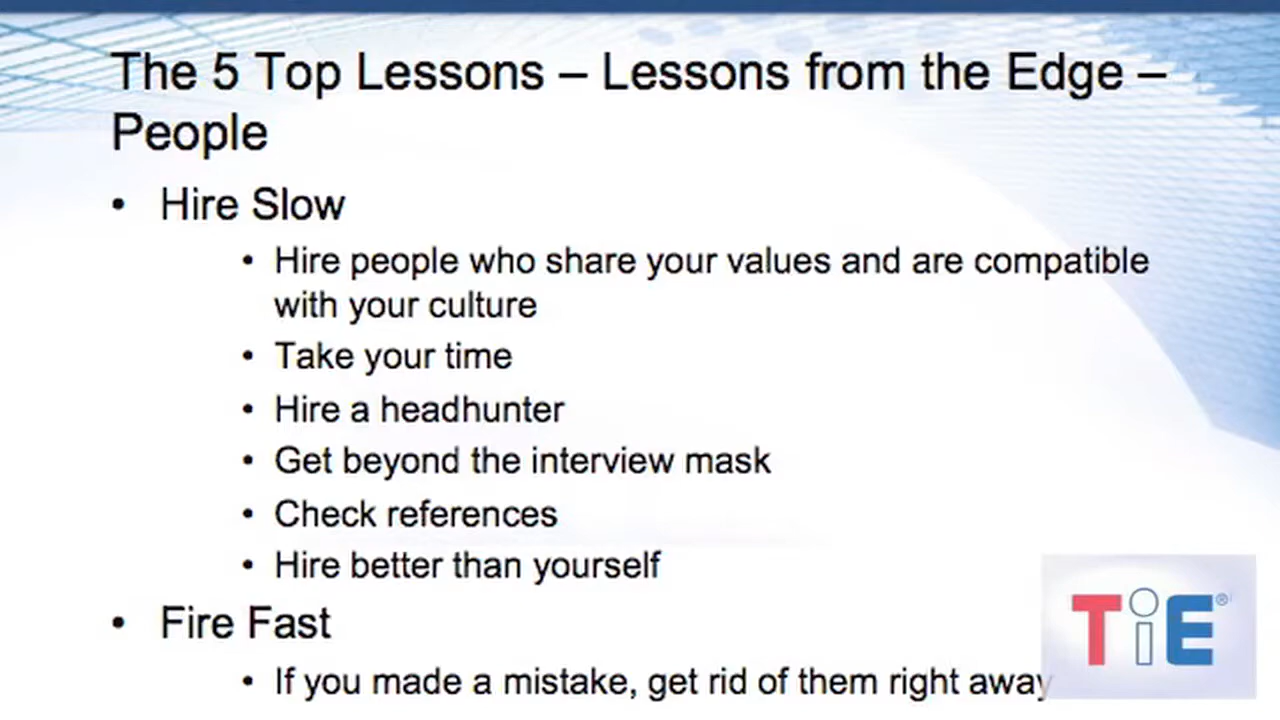 The 5 Top Lessons – Lessons from the Edge –
People
• Hire Slow
• Hire people who share your values and are compatible
with your culture
• Take your time
• Hire a headhunter
• Get beyond the interview mask
• Check references
• Hire better than yourself
• Fire Fast
• If you made a mistake, get rid of them right away
TiE®